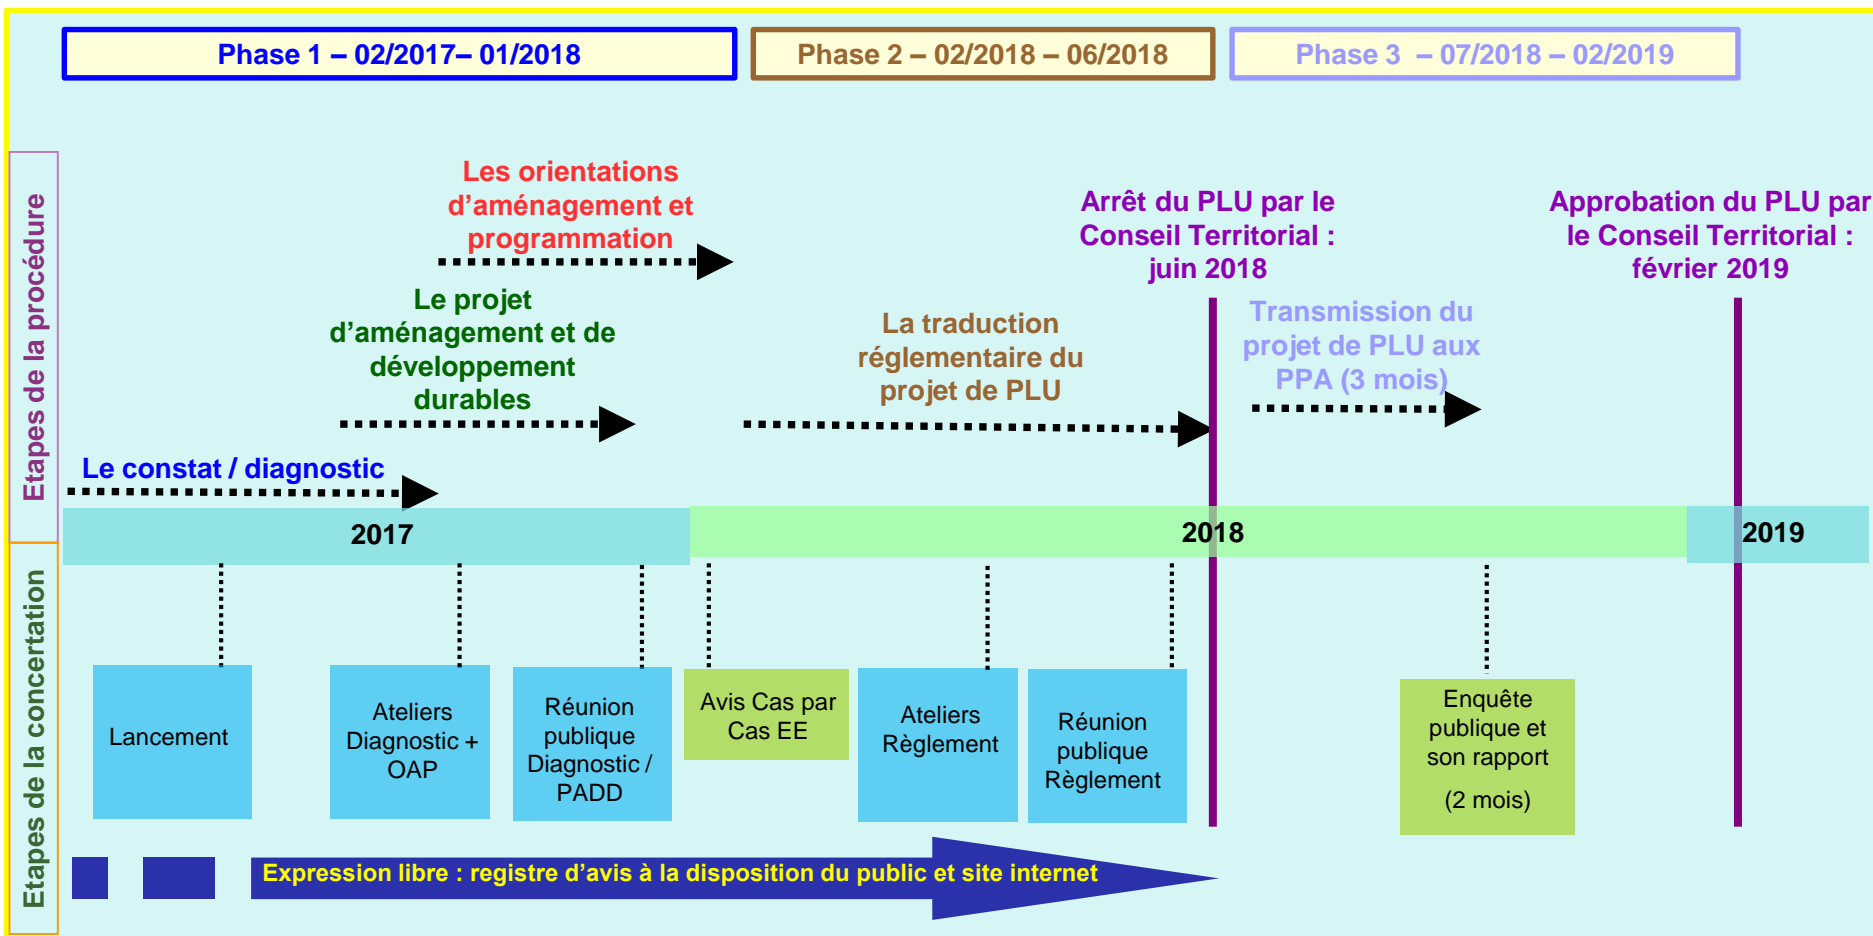 Phase 1 – 02/2017– 01/2018
Phase 2 – 02/2018 – 06/2018
Phase 3 – 07/2018 – 02/2019
Etapes de la procédure
Les orientations
d’aménagement et
programmation
Le projet
d’aménagement et de
développement
durables
Le constat / diagnostic
La traduction
réglementaire du
projet de PLU
Arrêt du PLU par le
Conseil Territorial :
juin 2018
Transmission du
projet de PLU aux
PPA (3 mois)
Approbation du PLU par
le Conseil Territorial :
février 2019
2017
2018
2019
Etapes de la concertation
Lancement
Ateliers
Diagnostic +
OAP
Réunion
publique
Diagnostic /
PADD
Avis Cas par
Cas EE
Ateliers
Règlement
Réunion
publique
Règlement
Enquête
publique et
son rapport
(2 mois)
Expression libre : registre d’avis à la disposition du public et site internet